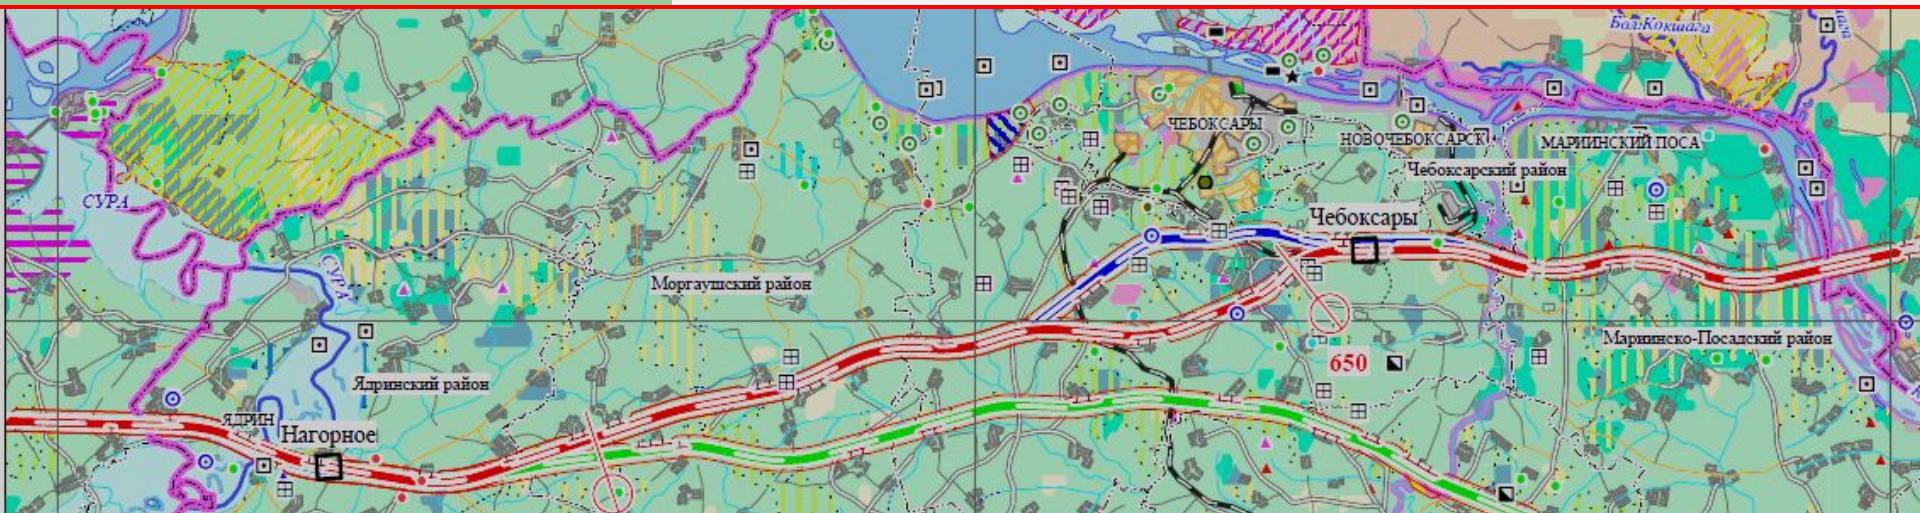 Бол.Кокшага
ЧЕБОКСАРЫ
НОВОЧЕБОКСАРСК
МАРИИНСКИЙ ПОСА
Чебоксарский район
СУРА
Чебоксары
СУРА
Моргаушский район
Мариинско-Посадский район
650
Ядринский район
ЯДРИН
Нагорное